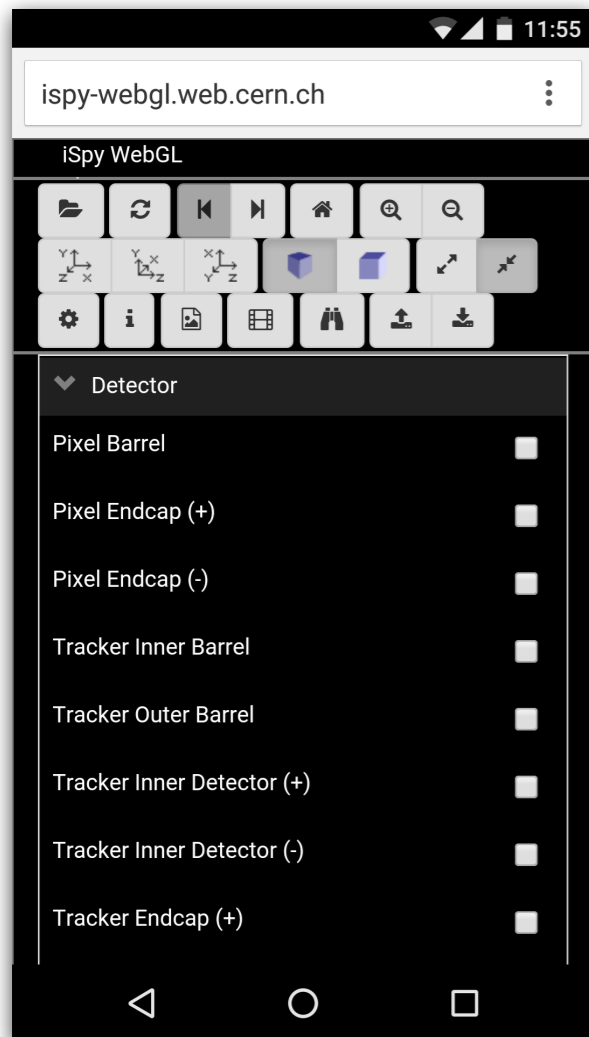 11:55
ispy-webgl.web.cern.ch
iSpy WebGL
Y X Z Y X Z X Y Z
i
Detector
Pixel Barrel
Pixel Endcap (+)
Pixel Endcap (-)
Tracker Inner Barrel
Tracker Outer Barrel
Tracker Inner Detector (+)
Tracker Inner Detector (-)
Tracker Endcap (+)